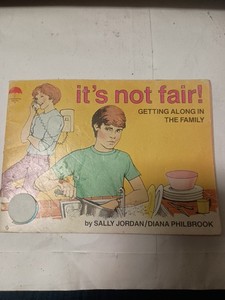 it's not fair!
GETTING ALONG IN
THE FAMILY
by SALLY JORDAN/DIANA PHILBROOK